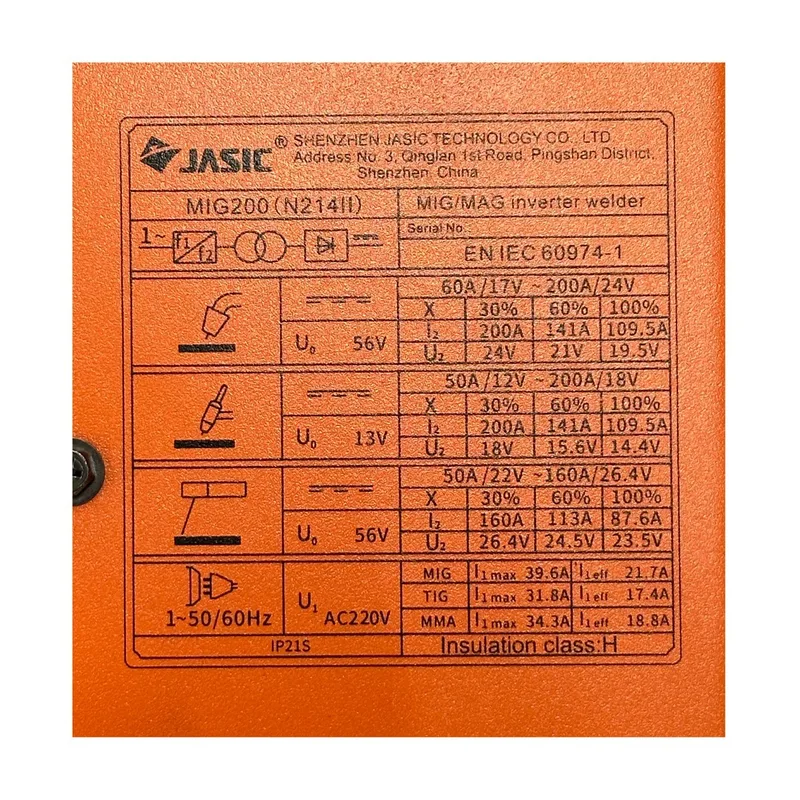 JASIC® SHENZHEN JASIC TECHNOLOGY CO., LTD
Address No. 3, Qinglan 1st Road, Pingshan District,
Shenzhen, China
MIG200(N214II) MIG/MAG inverter welder
Serial No.
1~ f1 f2 EN IEC 60974-1
60A/17V ~ 200A/24V
X 30% 60% 100%
U₀ 56V I₂ 200A 141A 109.5A
U₂ 24V 21V 19.5V
50A/12V ~200A/18V
X 30% 60% 100%
U₀ 13V I₂ 200A 141A 109.5A
U₂ 18V 15.6V 14.4V
50A/22V ~160A/26.4V
X 30% 60% 100%
U₀ 56V I₂ 160A 113A 87.6A
U₂ 26.4V 24.5V 23.5V
MIG I₁max 39.6A I₁eff 21.7A
U₁ TIG I₁max 31.8A I₁eff 17.4A
1~50/60Hz AC220V MMA I₁max 34.3A I₁eff 18.8A
IP21S Insulation class:H